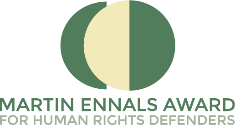 MARTIN ENNALS AWARD
FOR HUMAN RIGHTS DEFENDERS